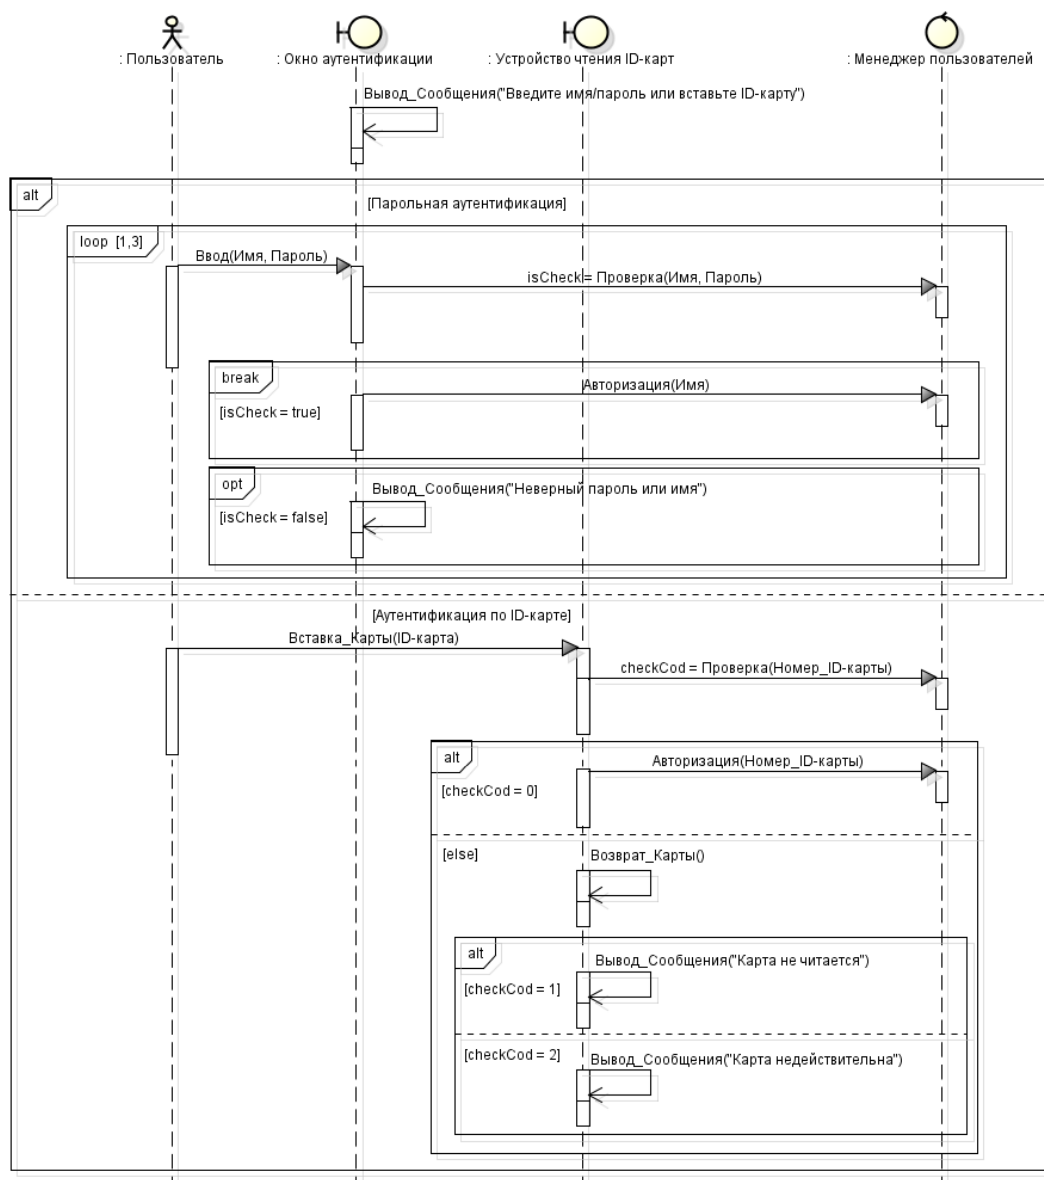 : Пользователь
: Окно аутентификации
: Устройство чтения ID-карт
: Менеджер пользователей
Вывод_Сообщения("Введите имя/пароль или вставьте ID-карту")
alt
[Парольная аутентификация]
loop [1,3]
Ввод(Имя, Пароль)
isCheck = Проверка(Имя, Пароль)
break
Авторизация(Имя)
[isCheck = true]
opt
Вывод_Сообщения("Неверный пароль или имя")
[isCheck = false]
[Аутентификация по ID-карте]
Вставка_Карты(ID-карта)
checkCod = Проверка(Номер_ID-карты)
alt
Авторизация(Номер_ID-карты)
[checkCod = 0]
[else]
Возврат_Карты()
alt
Вывод_Сообщения("Карта не читается")
[checkCod = 1]
[checkCod = 2]
Вывод_Сообщения("Карта недействительна")